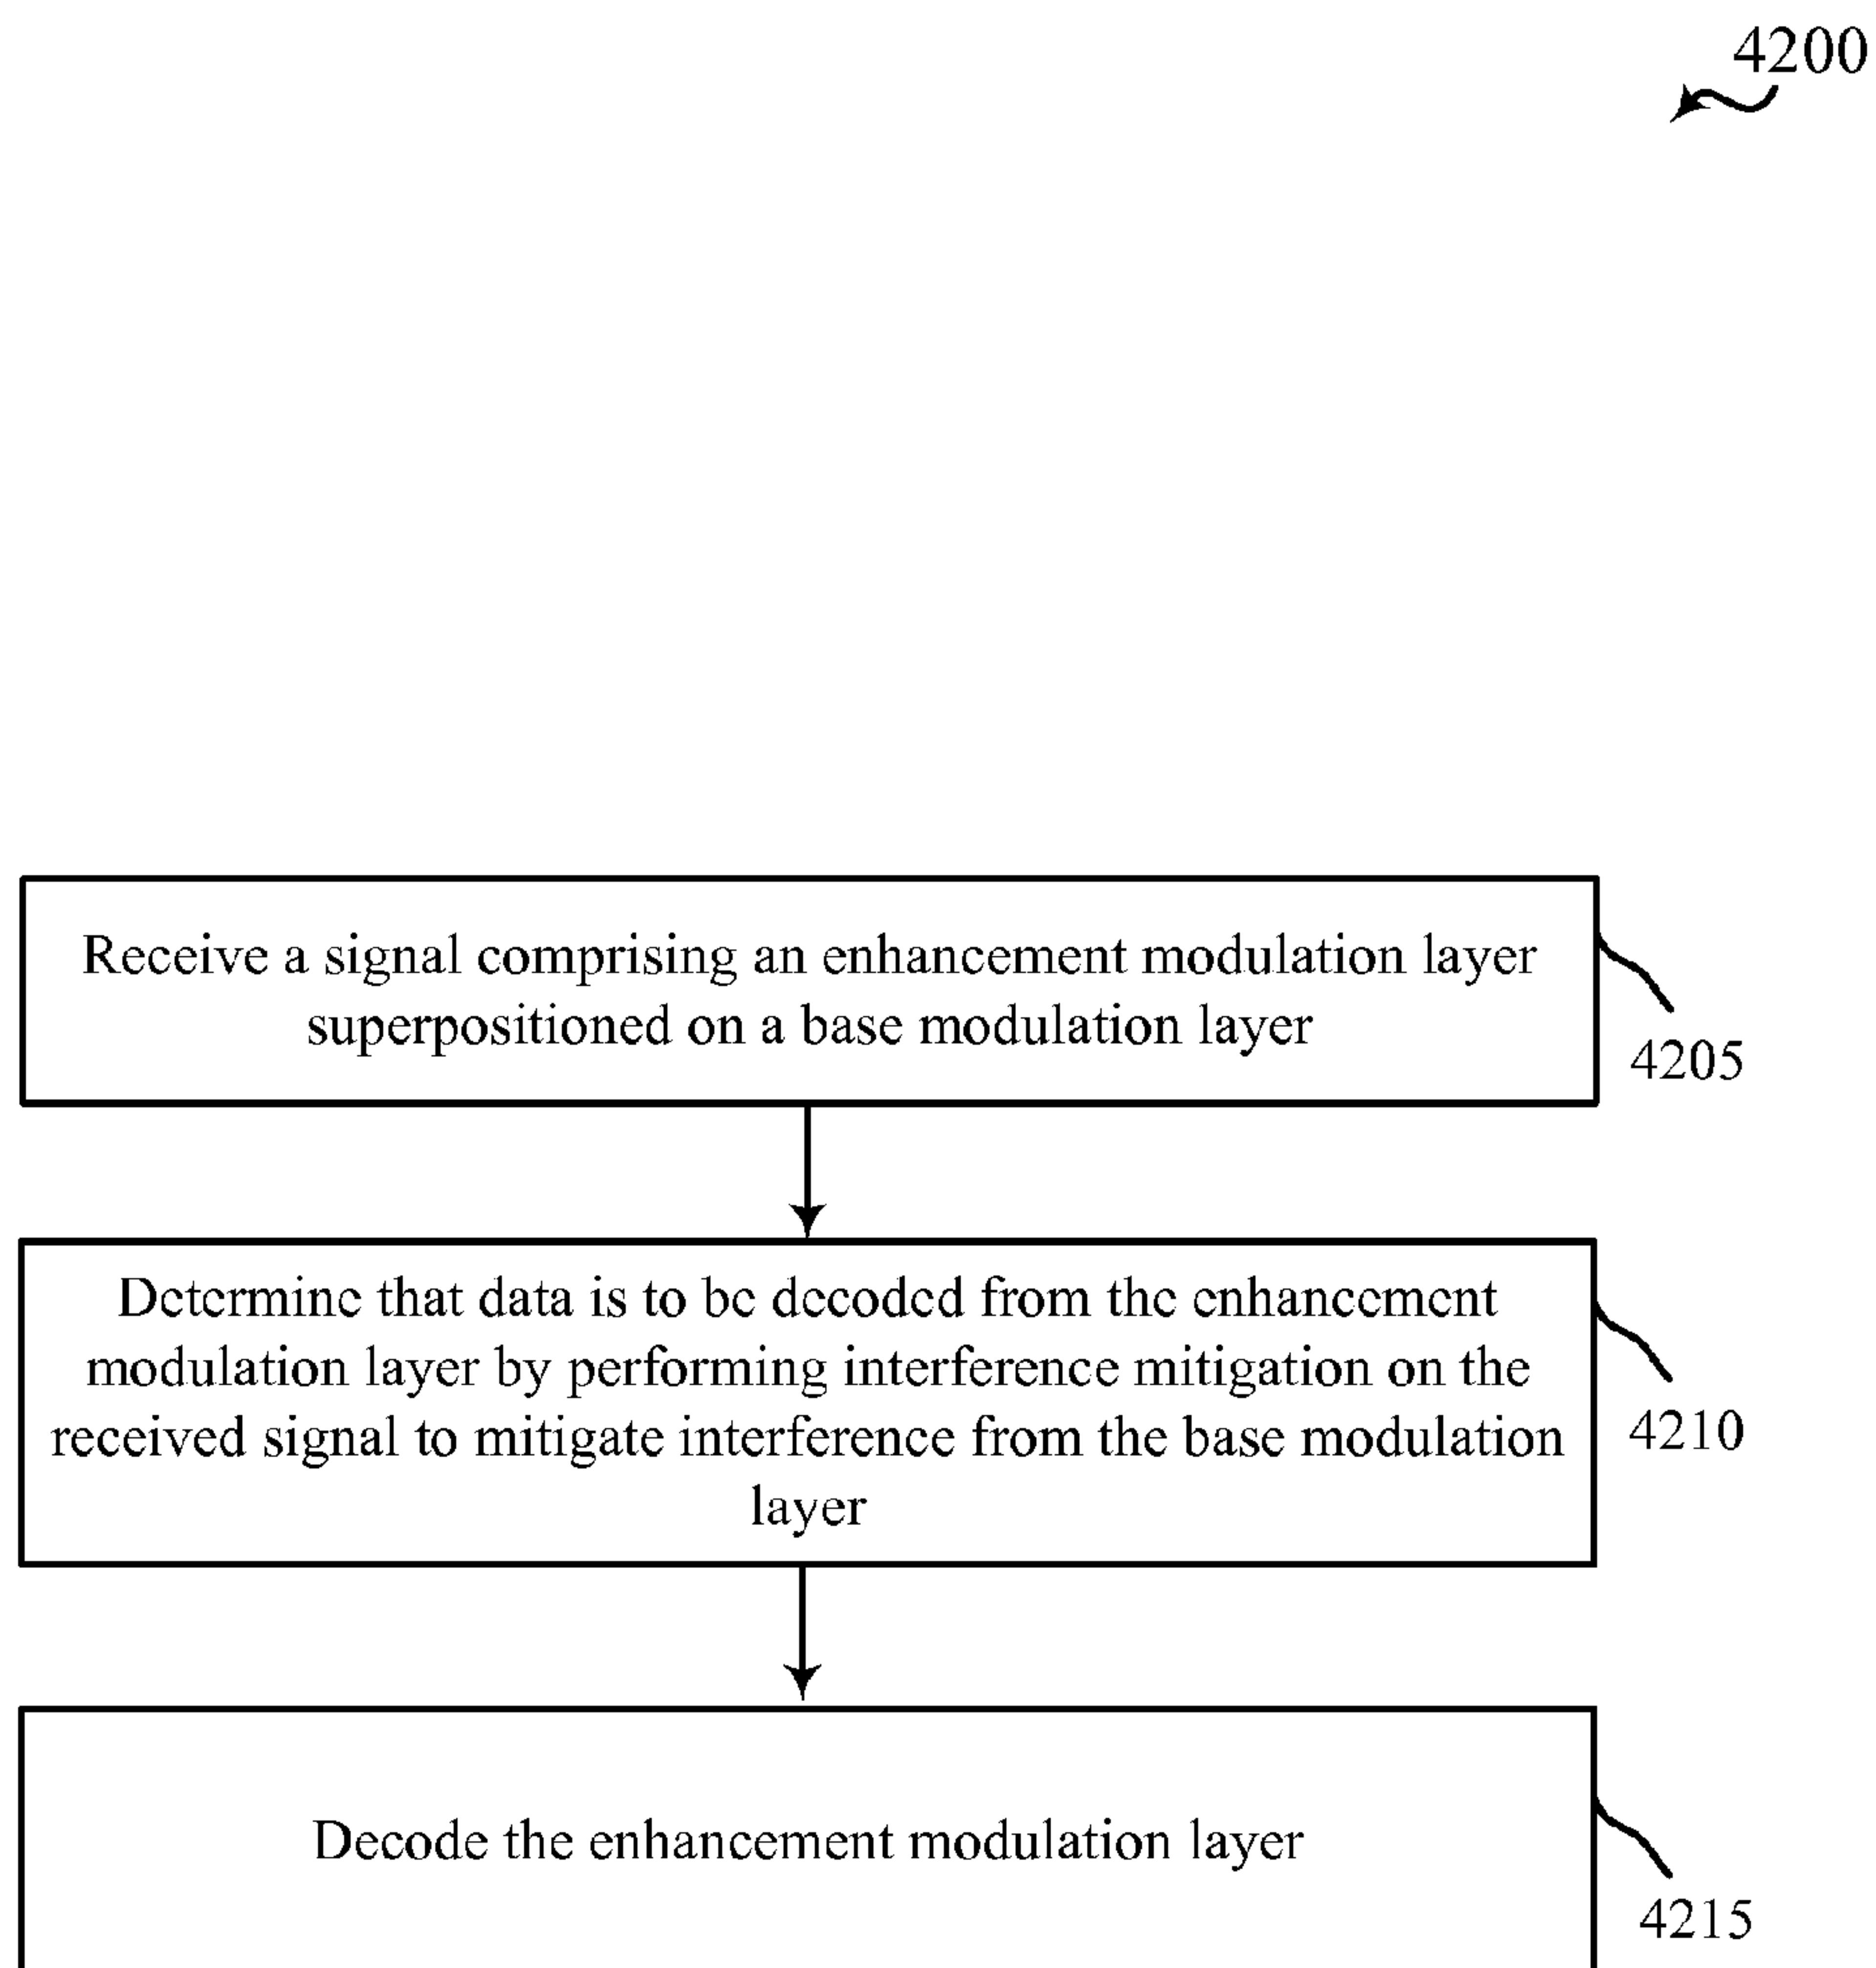 4200
Receive a signal comprising an enhancement modulation layer
superpositioned on a base modulation layer
4205
Determine that data is to be decoded from the enhancement
modulation layer by performing interference mitigation on the
received signal to mitigate interference from the base modulation
layer
4210
Decode the enhancement modulation layer
4215